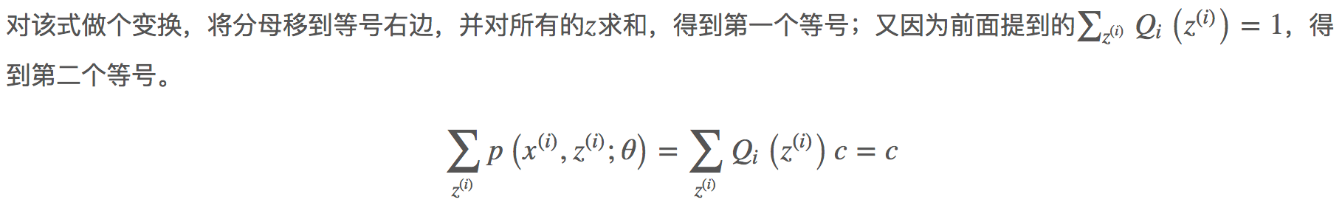 对该式做个变换，将分母移到等号右边，并对所有的z求和，得到第一个等号；又因为前面提到的∑_{z^{(i)}} Q_i (z^{(i)}) = 1，得
到第二个等号。
∑_{z^{(i)}} p (x^{(i)}, z^{(i)}; θ) = ∑_{z^{(i)}} Q_i (z^{(i)}) c = c